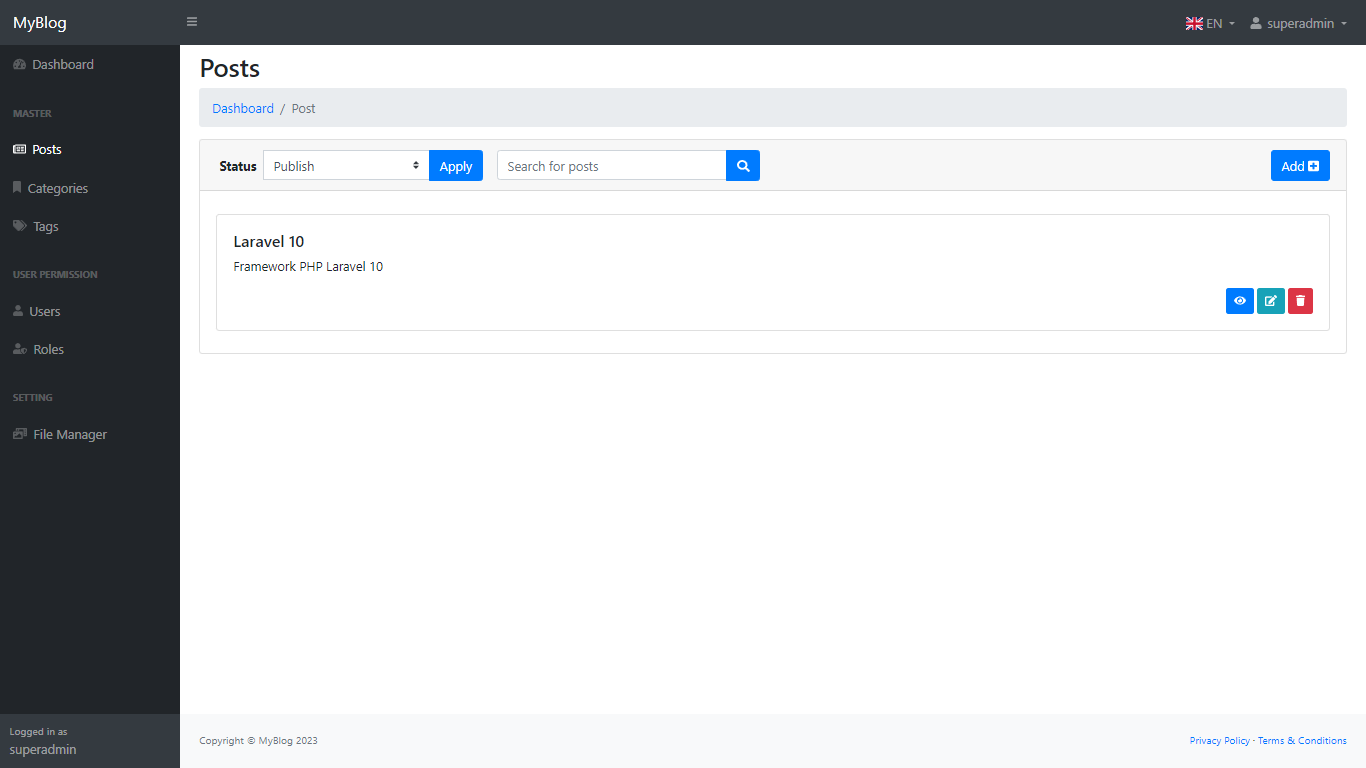 MyBlog
EN
superadmin
Dashboard
MASTER
Posts
Categories
Tags
USER PERMISSION
Users
Roles
SETTING
File Manager
Logged in as
superadmin
Posts
Dashboard / Post
Status Publish Apply Search for posts Add
Laravel 10
Framework PHP Laravel 10
Copyright © MyBlog 2023
Privacy Policy · Terms & Conditions